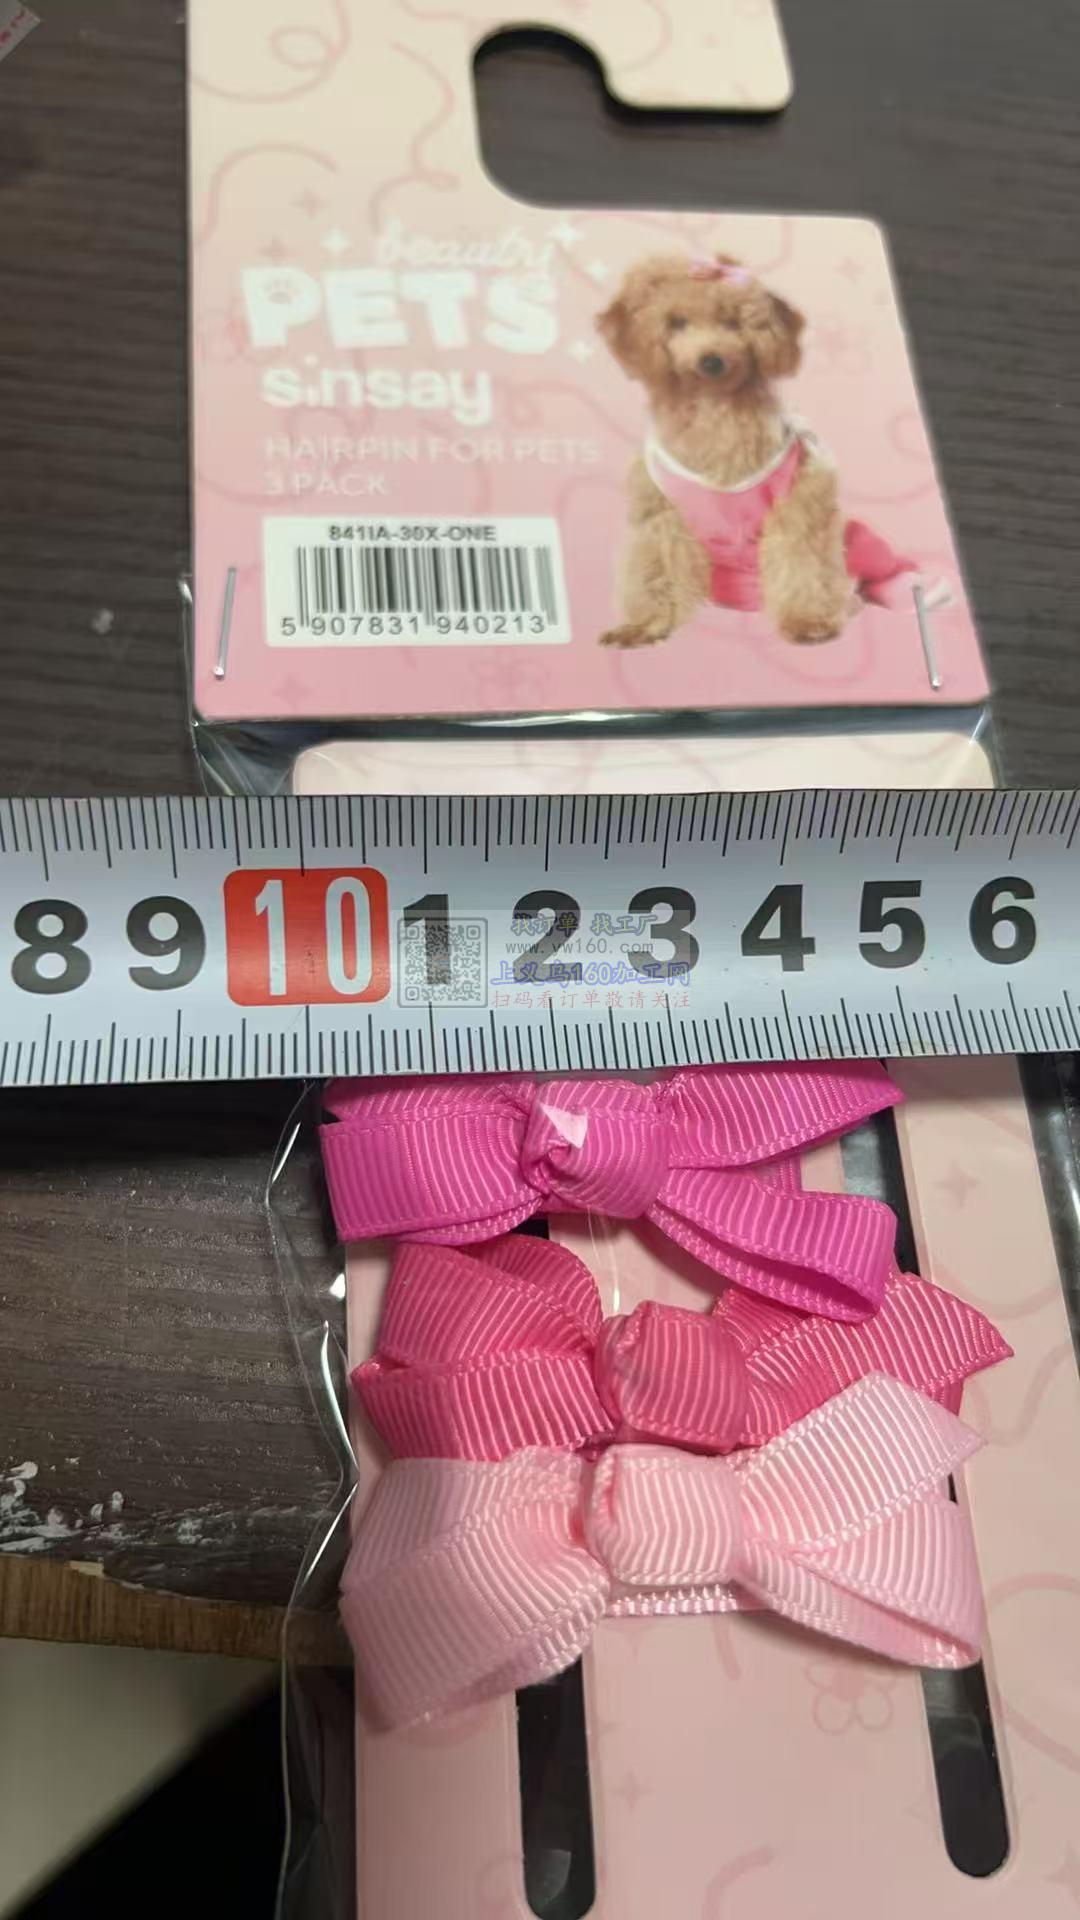 beauty
PETS
sinsay
HAIRPIN FOR PETS
3 PACK
841IA-30X-ONE
5 907831 940213
8 9 10 1 2 3 4 5 6
找订单 找工厂
www.yw160.com
上义乌160加工网
扫码看订单敬请关注